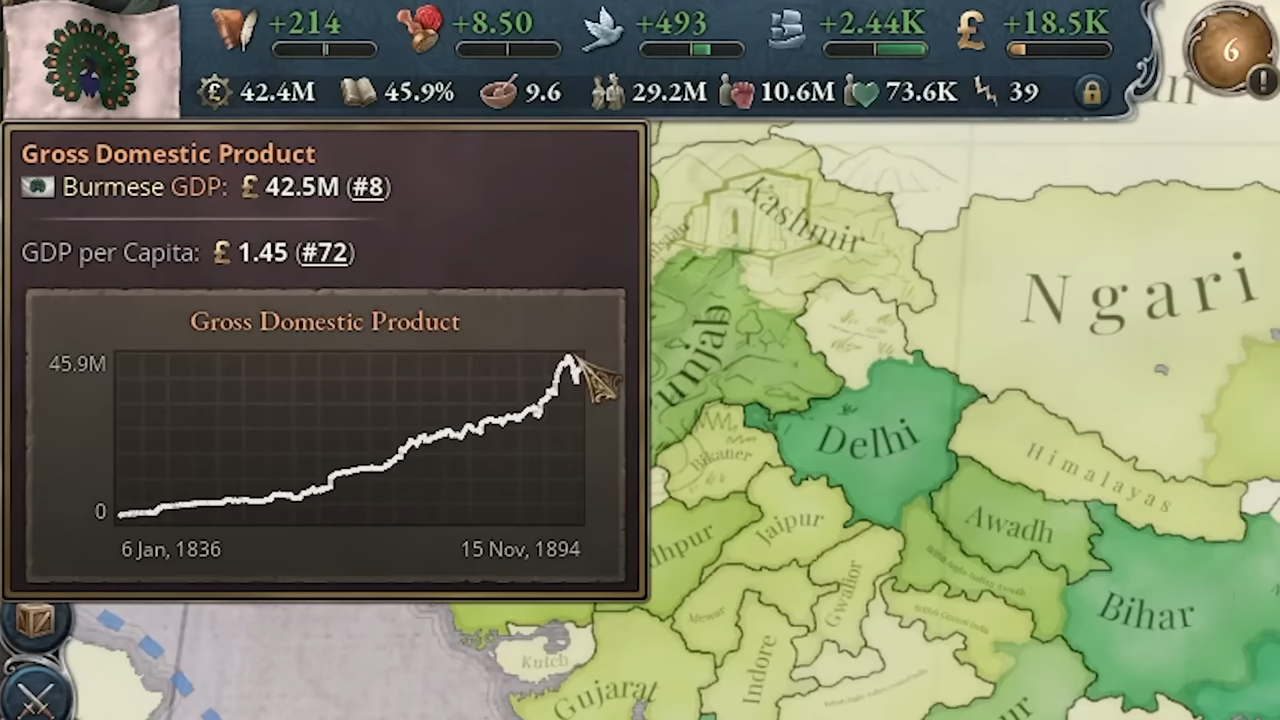 +214 +8.50 +493 +2.44K +18.5K
6
42.4M 45.9% 9.6 29.2M 10.6M 73.6K 39
Gross Domestic Product
Burmese GDP: £ 42.5M (#8)
GDP per Capita: £ 1.45 (#72)
Gross Domestic Product
45.9M
0
6 Jan, 1836 15 Nov, 1894
Kashmir
Ngari
unjab
Delhi
Bikaner
Himalayas
Jaipur
Awadh
dhpur
Gwalior
Bihar
Mewar
Indore
Kutch
Gujarat
ur